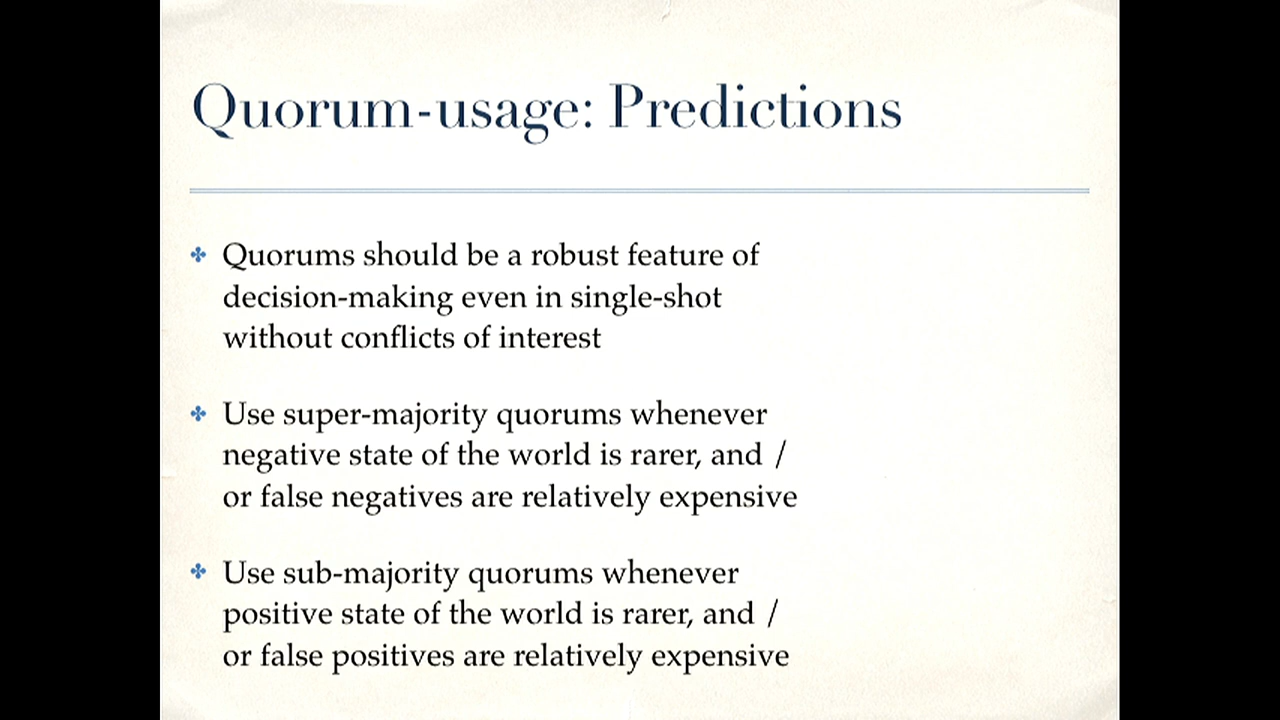 Quorum-usage: Predictions
Quorums should be a robust feature of
decision-making even in single-shot
without conflicts of interest
Use super-majority quorums whenever
negative state of the world is rarer, and /
or false negatives are relatively expensive
Use sub-majority quorums whenever
positive state of the world is rarer, and /
or false positives are relatively expensive